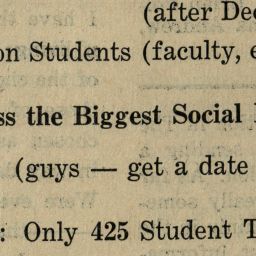 (after Dec
on Students (faculty, e
ss the Biggest Social
(guys — get a date
: Only 425 Student T